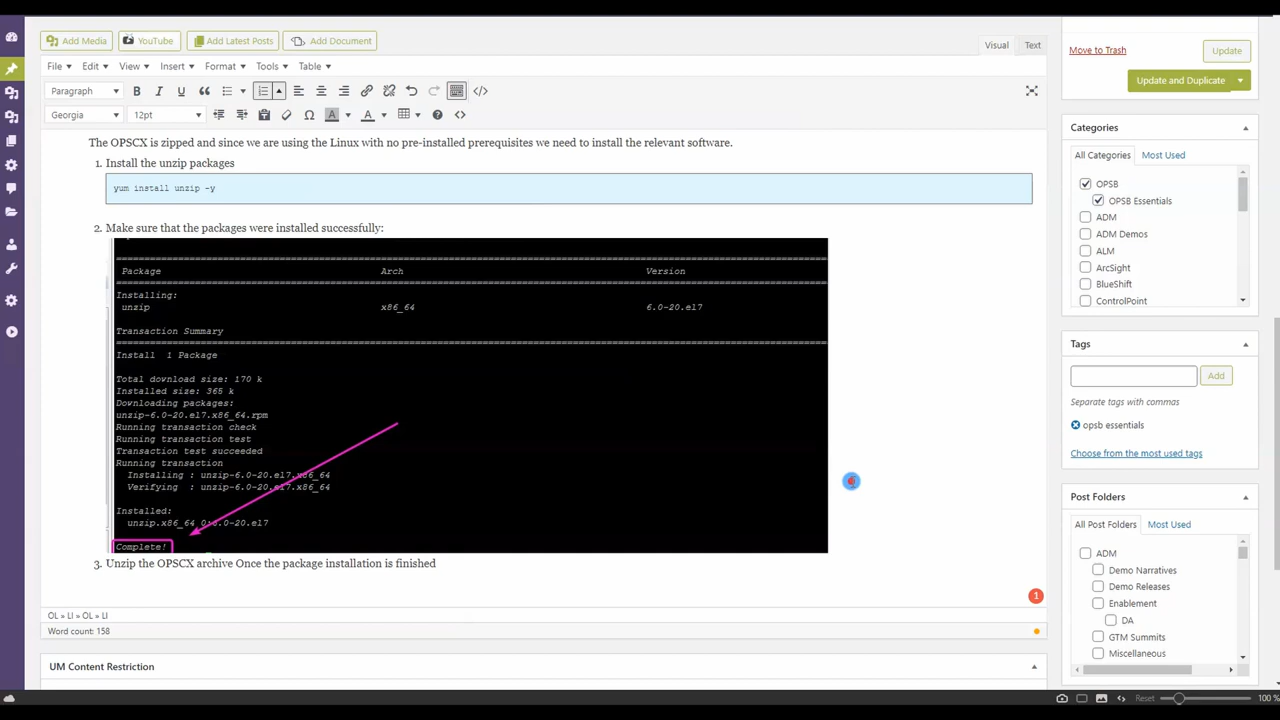 Add Media
YouTube
Add Latest Posts
Add Document
Visual
Text
File
Edit
View
Insert
Format
Tools
Table
Paragraph
Georgia
12pt
The OPSCX is zipped and since we are using the Linux with no pre-installed prerequisites we need to install the relevant software.
1. Install the unzip packages
yum install unzip -y
2. Make sure that the packages were installed successfully:
Package Arch Version
Installing:
unzip x86_64 6.0-20.el7
Transaction Summary
Install 1 Package
Total download size: 170 k
Installed size: 365 k
Downloading packages:
unzip-6.0-20.el7.x86_64.rpm
Running transaction check
Running transaction test
Transaction test succeeded
Running transaction
Installing : unzip-6.0-20.el7.x86_64
Verifying : unzip-6.0-20.el7.x86_64
Installed:
unzip.x86_64 0:6.0-20.el7
Complete!
3. Unzip the OPSCX archive Once the package installation is finished
1
OL » LI » OL » LI
Word count: 158
UM Content Restriction
Move to Trash
Update
Update and Duplicate
Categories
All Categories
Most Used
OPSB
OPSB Essentials
ADM
ADM Demos
ALM
ArcSight
BlueShift
ControlPoint
Tags
Add
Separate tags with commas
opsb essentials
Choose from the most used tags
Post Folders
All Post Folders
Most Used
ADM
Demo Narratives
Demo Releases
Enablement
DA
GTM Summits
Miscellaneous
Reset
100 %